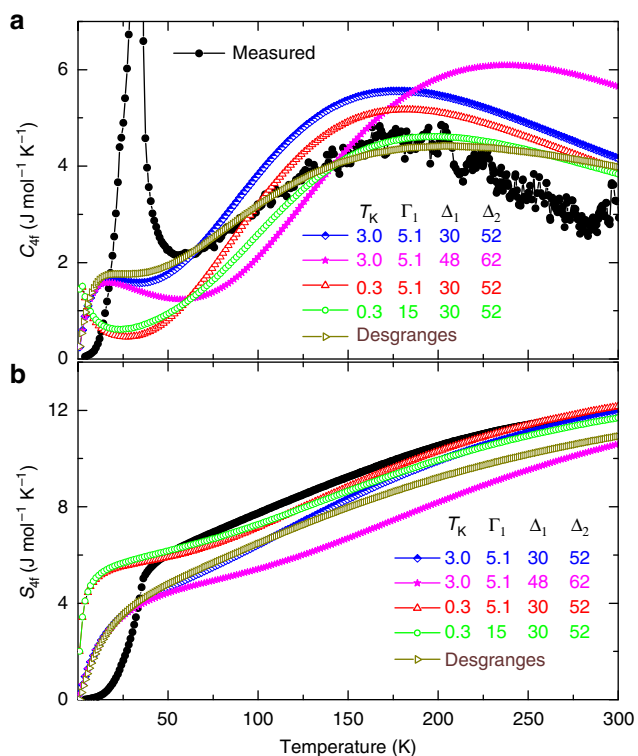 a
Measured
6
4
2
0
C4f (J mol−1 K−1)
TK Γ1 Δ1 Δ2
3.0 5.1 30 52
3.0 5.1 48 62
0.3 5.1 30 52
0.3 15 30 52
Desgranges
b
12
8
4
0
S4f (J mol−1 K−1)
TK Γ1 Δ1 Δ2
3.0 5.1 30 52
3.0 5.1 48 62
0.3 5.1 30 52
0.3 15 30 52
Desgranges
50 100 150 200 250 300
Temperature (K)